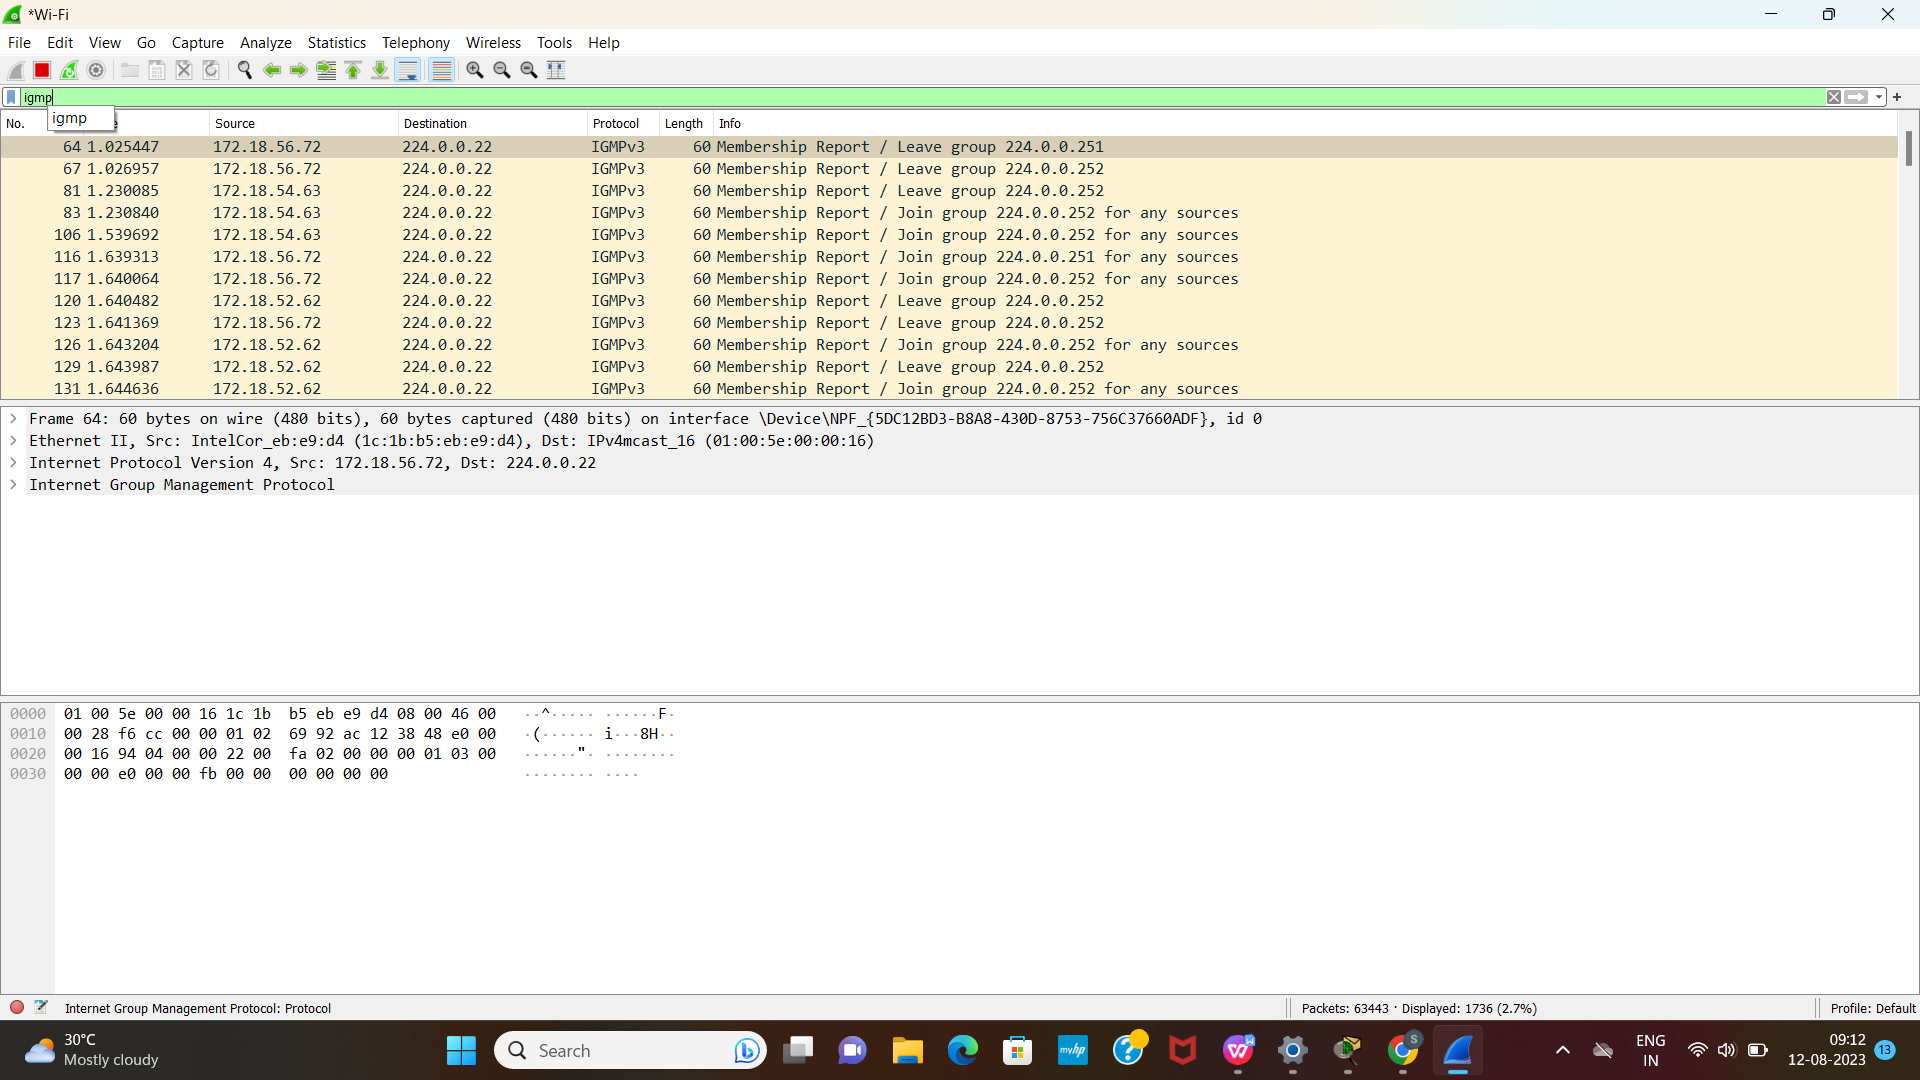 *Wi-Fi
File Edit View Go Capture Analyze Statistics Telephony Wireless Tools Help
igmp
igmp
No. Source Destination Protocol Length Info
64 1.025447 172.18.56.72 224.0.0.22 IGMPv3 60 Membership Report / Leave group 224.0.0.251
67 1.026957 172.18.56.72 224.0.0.22 IGMPv3 60 Membership Report / Leave group 224.0.0.252
81 1.230085 172.18.54.63 224.0.0.22 IGMPv3 60 Membership Report / Leave group 224.0.0.252
83 1.230840 172.18.54.63 224.0.0.22 IGMPv3 60 Membership Report / Join group 224.0.0.252 for any sources
106 1.539692 172.18.54.63 224.0.0.22 IGMPv3 60 Membership Report / Join group 224.0.0.252 for any sources
116 1.639313 172.18.56.72 224.0.0.22 IGMPv3 60 Membership Report / Join group 224.0.0.251 for any sources
117 1.640064 172.18.56.72 224.0.0.22 IGMPv3 60 Membership Report / Join group 224.0.0.252 for any sources
120 1.640482 172.18.52.62 224.0.0.22 IGMPv3 60 Membership Report / Leave group 224.0.0.252
123 1.641369 172.18.56.72 224.0.0.22 IGMPv3 60 Membership Report / Leave group 224.0.0.252
126 1.643204 172.18.52.62 224.0.0.22 IGMPv3 60 Membership Report / Join group 224.0.0.252 for any sources
129 1.643987 172.18.52.62 224.0.0.22 IGMPv3 60 Membership Report / Leave group 224.0.0.252
131 1.644636 172.18.52.62 224.0.0.22 IGMPv3 60 Membership Report / Join group 224.0.0.252 for any sources
Frame 64: 60 bytes on wire (480 bits), 60 bytes captured (480 bits) on interface \Device\NPF_{5DC12BD3-B8A8-430D-8753-756C37660ADF}, id 0
Ethernet II, Src: IntelCor_eb:e9:d4 (1c:1b:b5:eb:e9:d4), Dst: IPv4mcast_16 (01:00:5e:00:00:16)
Internet Protocol Version 4, Src: 172.18.56.72, Dst: 224.0.0.22
Internet Group Management Protocol
0000 01 00 5e 00 00 16 1c 1b b5 eb e9 d4 08 00 46 00 ··^····· ······F·
0010 00 28 f6 cc 00 00 01 02 69 92 ac 12 38 48 e0 00 ·(······ i···8H··
0020 00 16 94 04 00 00 22 00 fa 02 00 00 00 01 03 00 ······"· ········
0030 00 00 e0 00 00 fb 00 00 00 00 00 00 ········ ····
Internet Group Management Protocol: Protocol Packets: 63443 · Displayed: 1736 (2.7%) Profile: Default
30°C
Mostly cloudy
Search
myhp
S
ENG
IN
09:12
12-08-2023
13